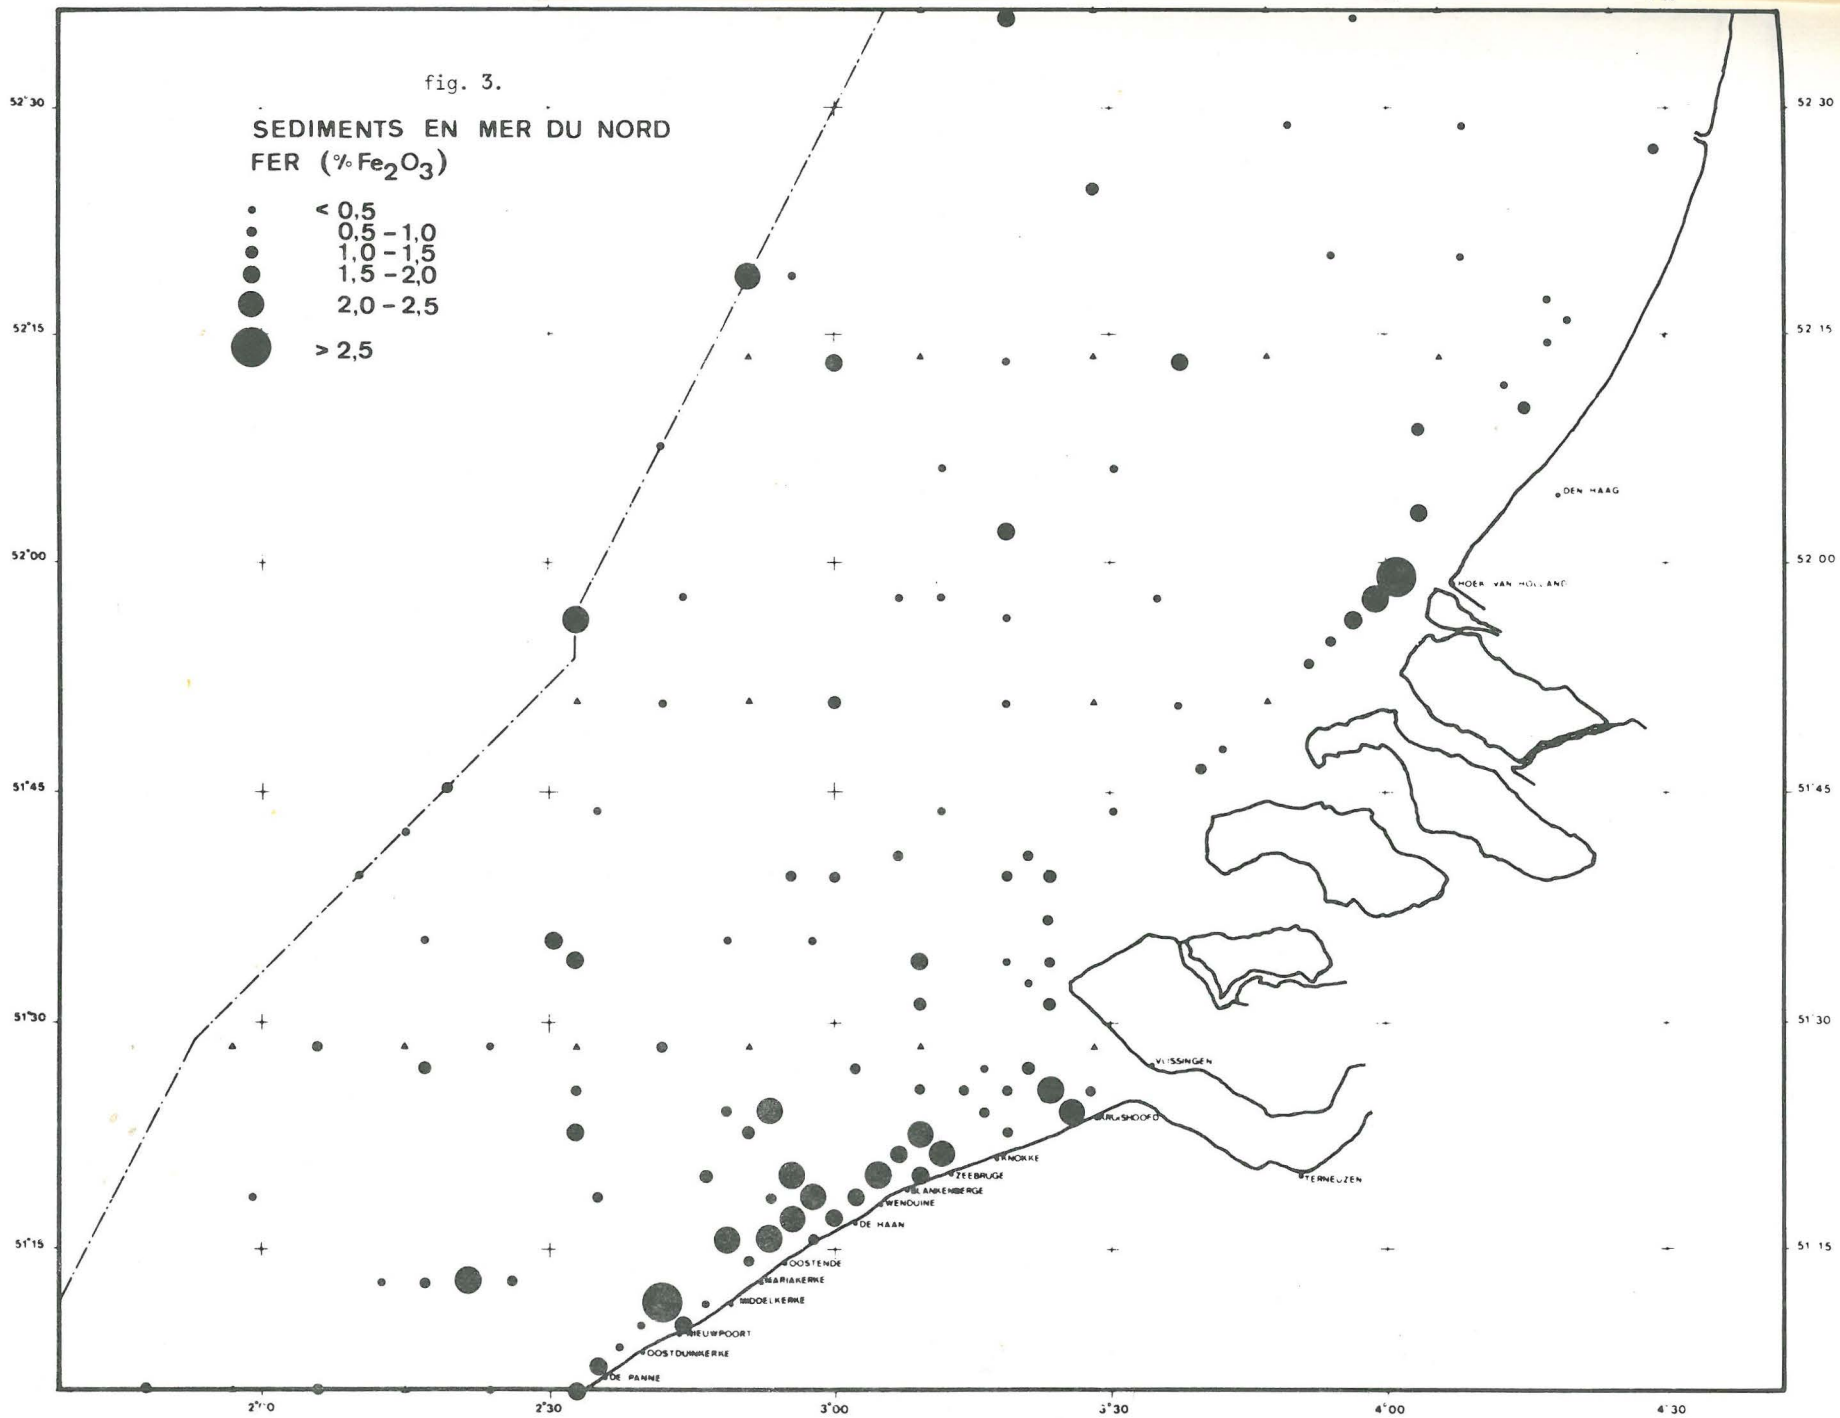 fig. 3.
SEDIMENTS EN MER DU NORD
FER (% Fe2O3)
< 0,5
0,5 - 1,0
1,0 - 1,5
1,5 - 2,0
2,0 - 2,5
> 2,5
52°30
52 30
52°15
52 15
DEN HAAG
52°00
52 00
HOEK VAN HOLLAND
51°45
51°45
51°30
51°30
VLISSINGEN
KNOKKE
ZEEBRUGE
TERNEUZEN
BLANKENBERGE
WENDUINE
DE HAAN
51°15
51 15
OOSTENDE
MARIAKERKE
MIDDELKERKE
NIEUWPOORT
OOSTDUINKERKE
DE PANNE
2°30
3°00
4°00
4°30